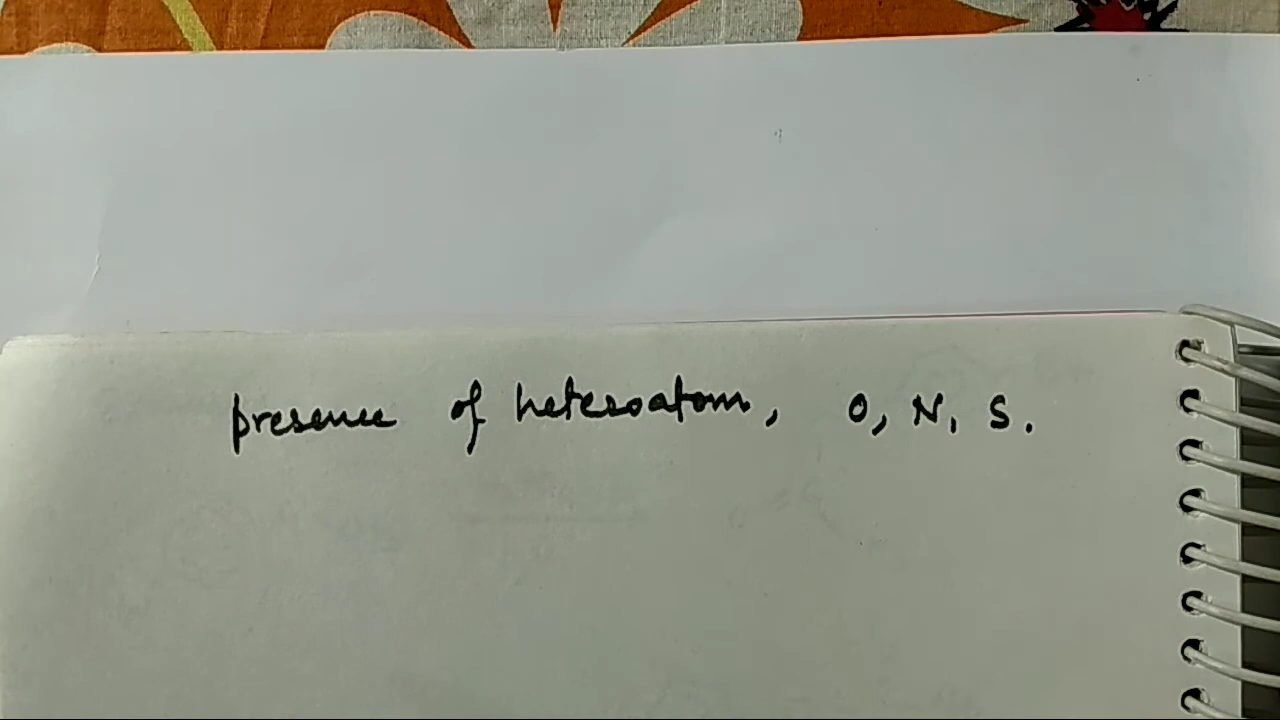 presence of heteroatom, O, N, S.